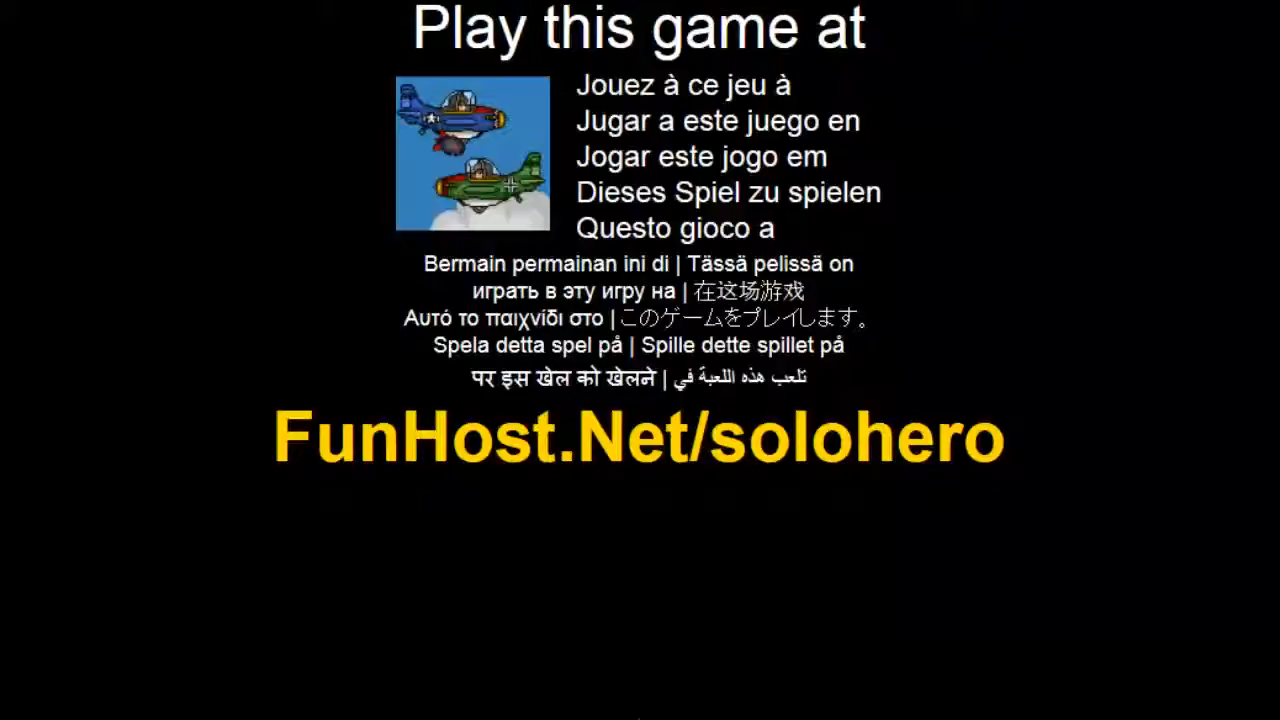 Play this game at
Jouez à ce jeu à
Jugar a este juego en
Jogar este jogo em
Dieses Spiel zu spielen
Questo gioco a
Bermain permainan ini di | Tässä pelissä on
играть в эту игру на | 在这场游戏
Αυτό το παιχνίδι στο | このゲームをプレイします。
Spela detta spel på | Spille dette spillet på
पर इस खेल को खेलने | تلعب هذه اللعبة في
FunHost.Net/solohero